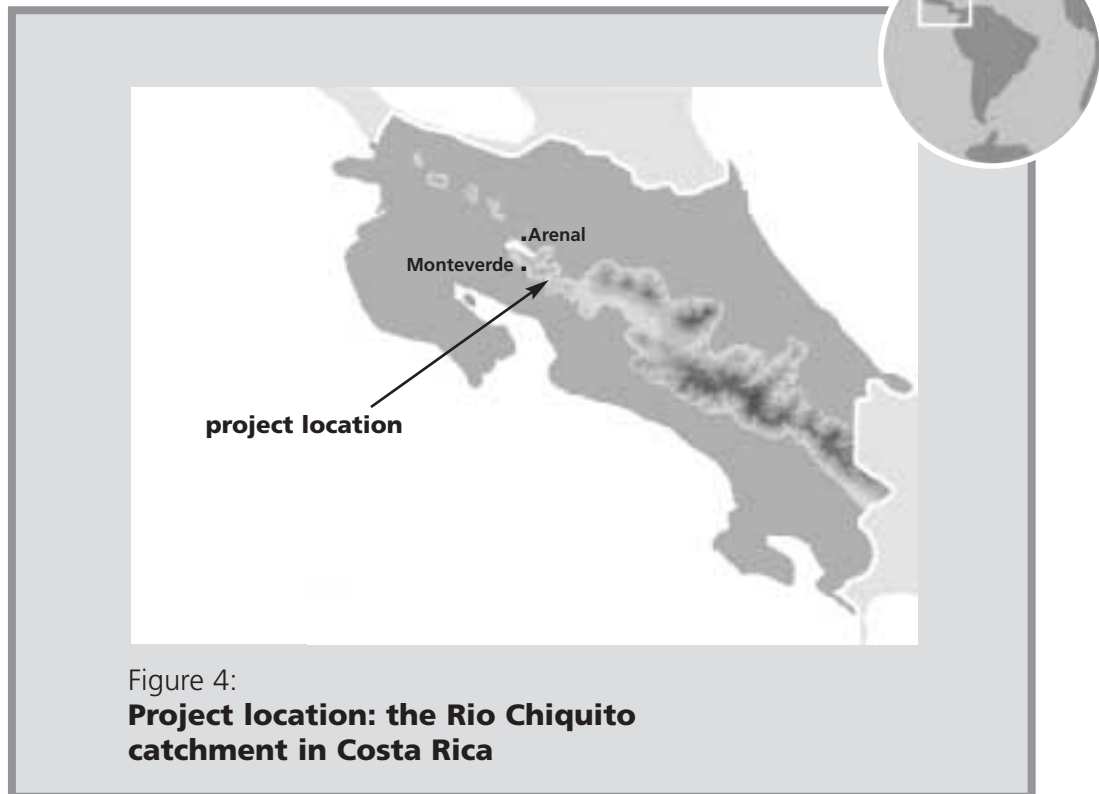 Arenal
Monteverde
project location
Figure 4:
Project location: the Rio Chiquito
catchment in Costa Rica